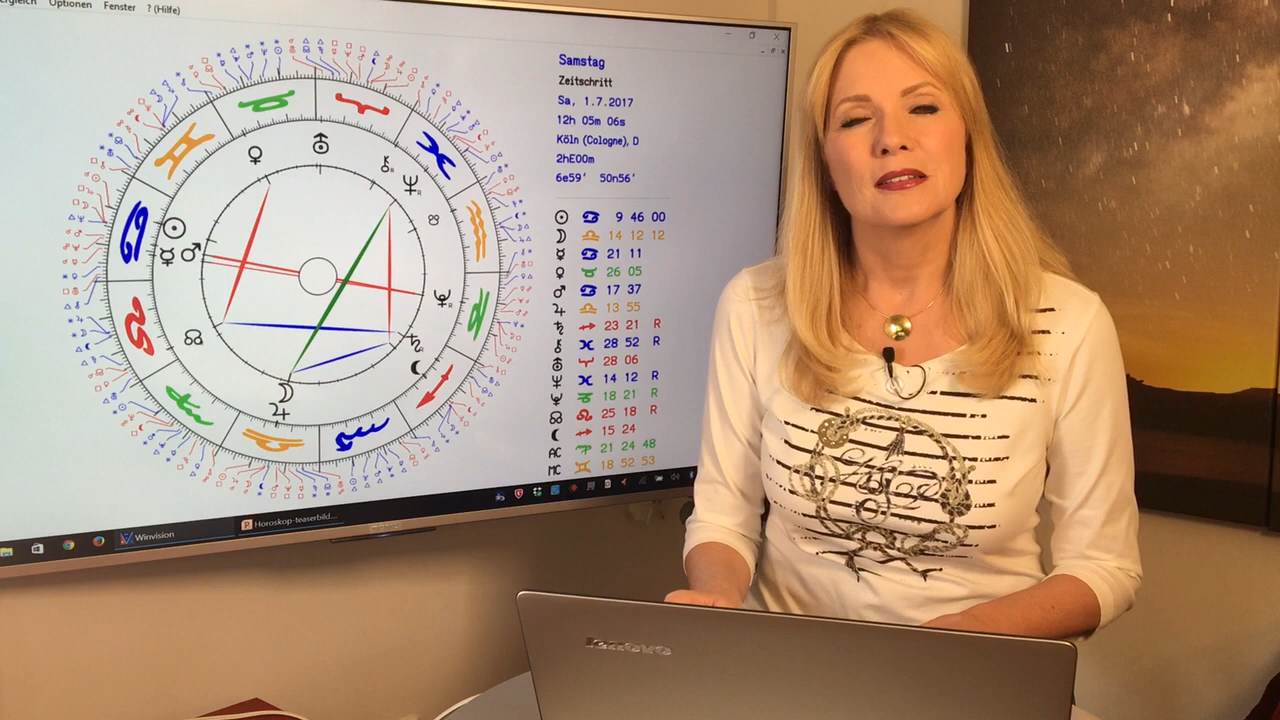 ergleich Optionen Fenster ? (Hilfe)
Samstag
Zeitschritt
Sa, 1.7.2017
12h 05m 06s
Köln (Cologne), D
2hE00m
6e59' 50n56'
☉ ♋ 9 46 00
☽ ♎ 14 12 12
☿ ♋ 21 11
♀ ♉ 26 05
♂ ♋ 17 37
♃ ♎ 13 55
♄ ♐ 23 21 R
⚷ ♓ 28 52 R
⛢ ♈ 28 06
♆ ♓ 14 12 R
♇ ♑ 18 21 R
☊ ♌ 25 18 R
⚸ ♐ 15 24
AC ♍ 21 24 48
MC ♊ 18 52 53
Winvision
Horoskop-teaserbild...
lenovo